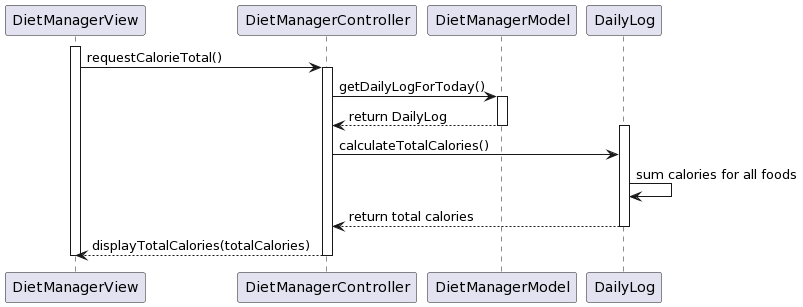 DietManagerView DietManagerController DietManagerModel DailyLog
requestCalorieTotal()
getDailyLogForToday()
return DailyLog
calculateTotalCalories()
sum calories for all foods
return total calories
displayTotalCalories(totalCalories)
DietManagerView DietManagerController DietManagerModel DailyLog